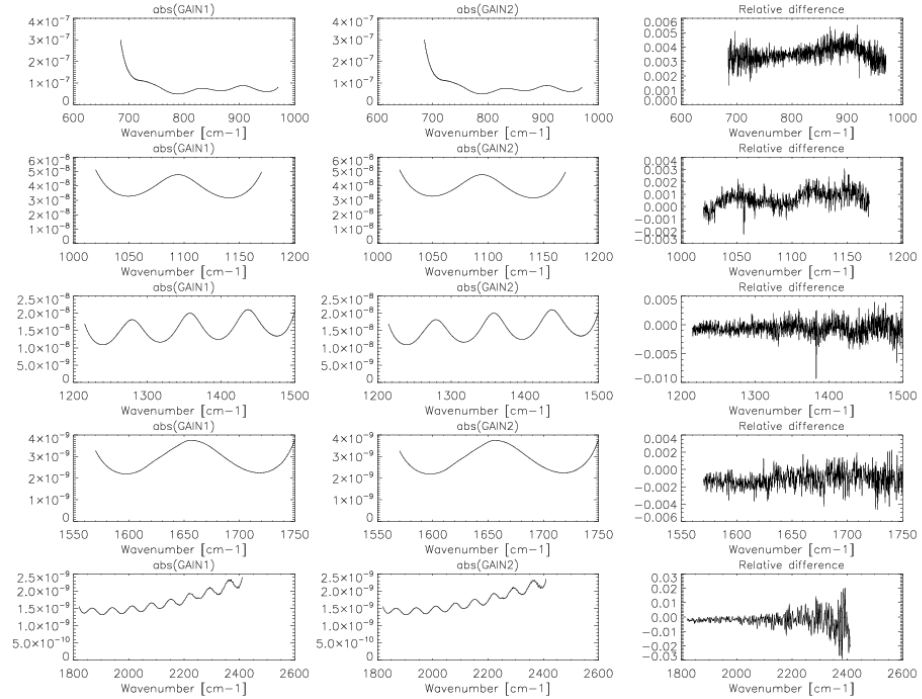 abs(GAIN1) abs(GAIN2) Relative difference
4×10⁻⁷ 4×10⁻⁷ 0.006
3×10⁻⁷ 3×10⁻⁷ 0.005
2×10⁻⁷ 2×10⁻⁷ 0.004
0.003
0.002
1×10⁻⁷ 1×10⁻⁷ 0.001
0 0 0.000
600 700 800 900 1000 600 700 800 900 1000 600 700 800 900 1000
Wavenumber [cm-1] Wavenumber [cm-1] Wavenumber [cm-1]
abs(GAIN1) abs(GAIN2) Relative difference
6×10⁻⁸ 6×10⁻⁸ 0.004
5×10⁻⁸ 5×10⁻⁸ 0.003
4×10⁻⁸ 4×10⁻⁸ 0.002
3×10⁻⁸ 3×10⁻⁸ 0.001
0.000
2×10⁻⁸ 2×10⁻⁸ -0.001
1×10⁻⁸ 1×10⁻⁸ -0.002
0 0 -0.003
1000 1050 1100 1150 1200 1000 1050 1100 1150 1200 1000 1050 1100 1150 1200
Wavenumber [cm-1] Wavenumber [cm-1] Wavenumber [cm-1]
abs(GAIN1) abs(GAIN2) Relative difference
2.5×10⁻⁸ 2.5×10⁻⁸ 0.005
2.0×10⁻⁸ 2.0×10⁻⁸
1.5×10⁻⁸ 1.5×10⁻⁸ 0.000
1.0×10⁻⁸ 1.0×10⁻⁸ -0.005
5.0×10⁻⁹ 5.0×10⁻⁹
0 0 -0.010
1200 1300 1400 1500 1200 1300 1400 1500 1200 1300 1400 1500
Wavenumber [cm-1] Wavenumber [cm-1] Wavenumber [cm-1]
abs(GAIN1) abs(GAIN2) Relative difference
4×10⁻⁹ 4×10⁻⁹ 0.004
3×10⁻⁹ 3×10⁻⁹ 0.002
2×10⁻⁹ 2×10⁻⁹ 0.000
-0.002
1×10⁻⁹ 1×10⁻⁹ -0.004
0 0 -0.006
1550 1600 1650 1700 1750 1550 1600 1650 1700 1750 1550 1600 1650 1700 1750
Wavenumber [cm-1] Wavenumber [cm-1] Wavenumber [cm-1]
abs(GAIN1) abs(GAIN2) Relative difference
2.5×10⁻⁹ 2.5×10⁻⁹ 0.03
2.0×10⁻⁹ 2.0×10⁻⁹ 0.02
1.5×10⁻⁹ 1.5×10⁻⁹ 0.01
1.0×10⁻⁹ 1.0×10⁻⁹ 0.00
-0.01
5.0×10⁻¹⁰ 5.0×10⁻¹⁰ -0.02
0 0 -0.03
1800 2000 2200 2400 2600 1800 2000 2200 2400 2600 1800 2000 2200 2400 2600
Wavenumber [cm-1] Wavenumber [cm-1] Wavenumber [cm-1]